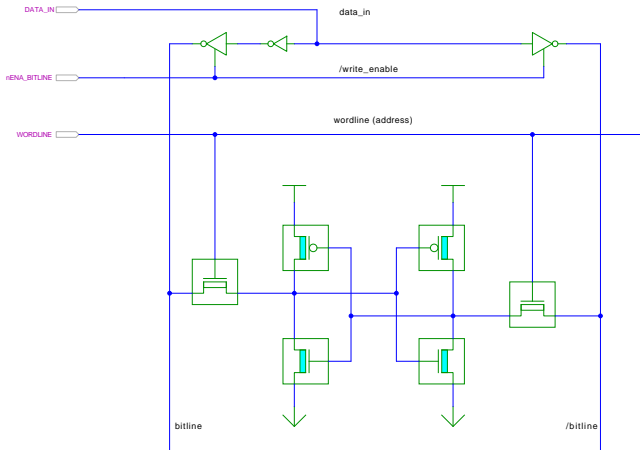 DATA_IN
data_in
nENA_BITLINE
/write_enable
WORDLINE
wordline (address)
bitline
/bitline